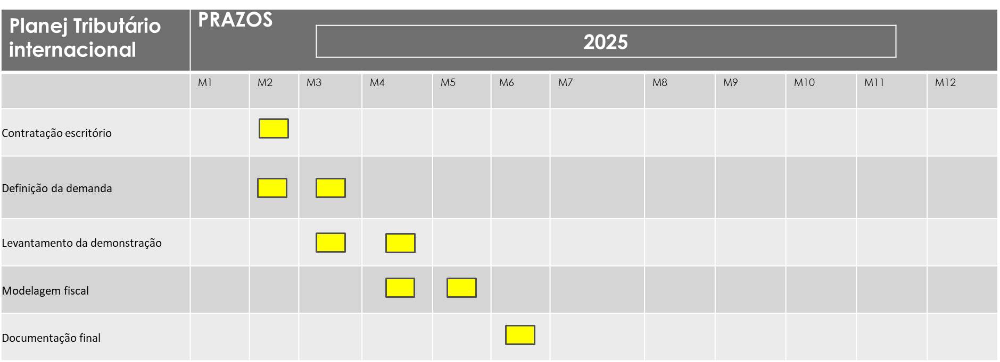 Planej Tributário
internacional
PRAZOS
2025
M1 M2 M3 M4 M5 M6 M7 M8 M9 M10 M11 M12
Contratação escritório
Definição da demanda
Levantamento da demonstração
Modelagem fiscal
Documentação final